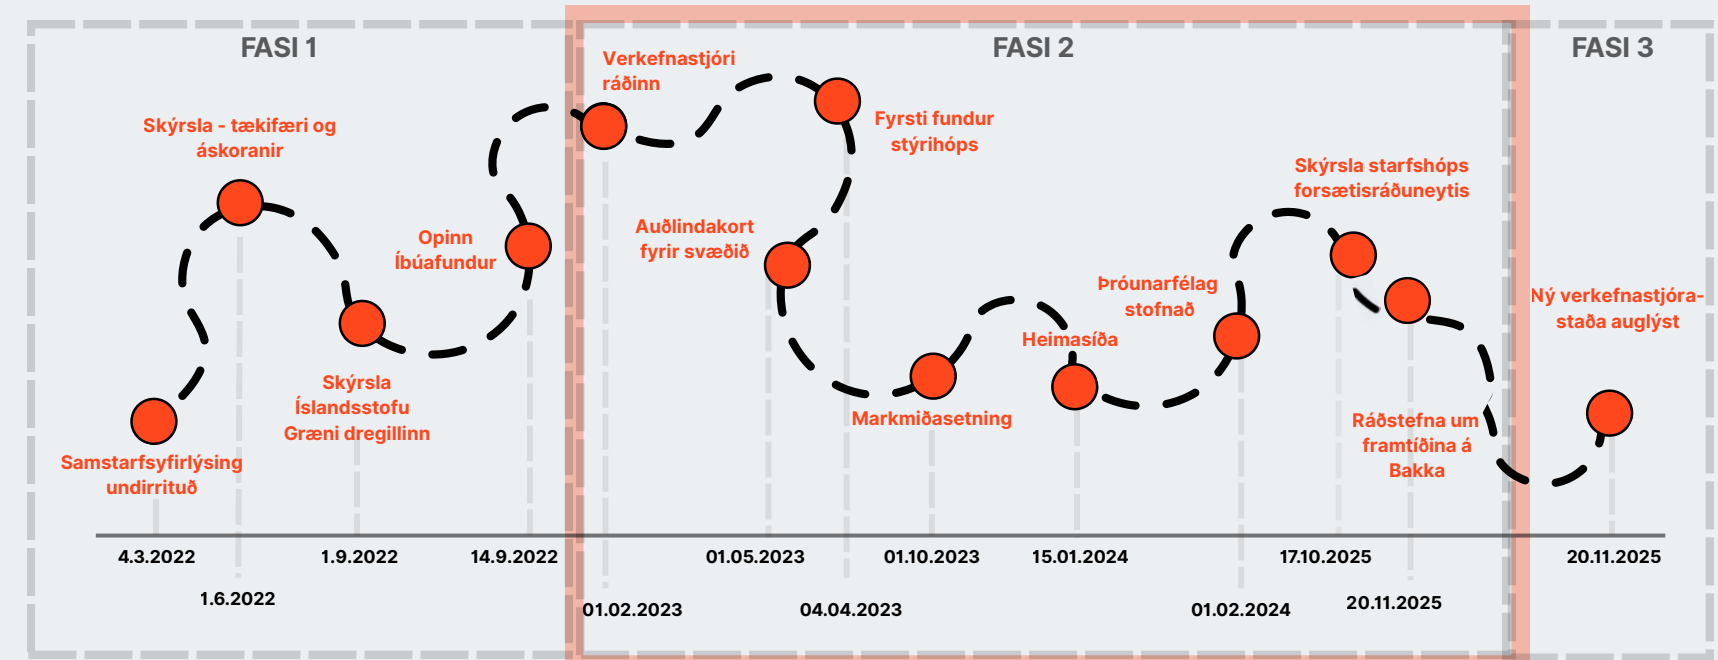 FASI 1
FASI 2
FASI 3
Skýrsla - tækifæri og
áskoranir
Samstarfsyfirlýsing
undirrituð
Skýrsla
Íslandsstofu
Græni dregillinn
Opinn
Íbúafundur
Verkefnastjóri
ráðinn
Fyrsti fundur
stýrihóps
Auðlindakort
fyrir svæðið
Markmiðasetning
Heimasíða
Þróunarfélag
stofnað
Skýrsla starfshóps
forsætisráðuneytis
Ráðstefna um
framtíðina á
Bakka
Ný verkefnastjóra-
staða auglýst
4.3.2022
1.6.2022
1.9.2022
14.9.2022
01.02.2023
01.05.2023
04.04.2023
01.10.2023
15.01.2024
01.02.2024
17.10.2025
20.11.2025
20.11.2025